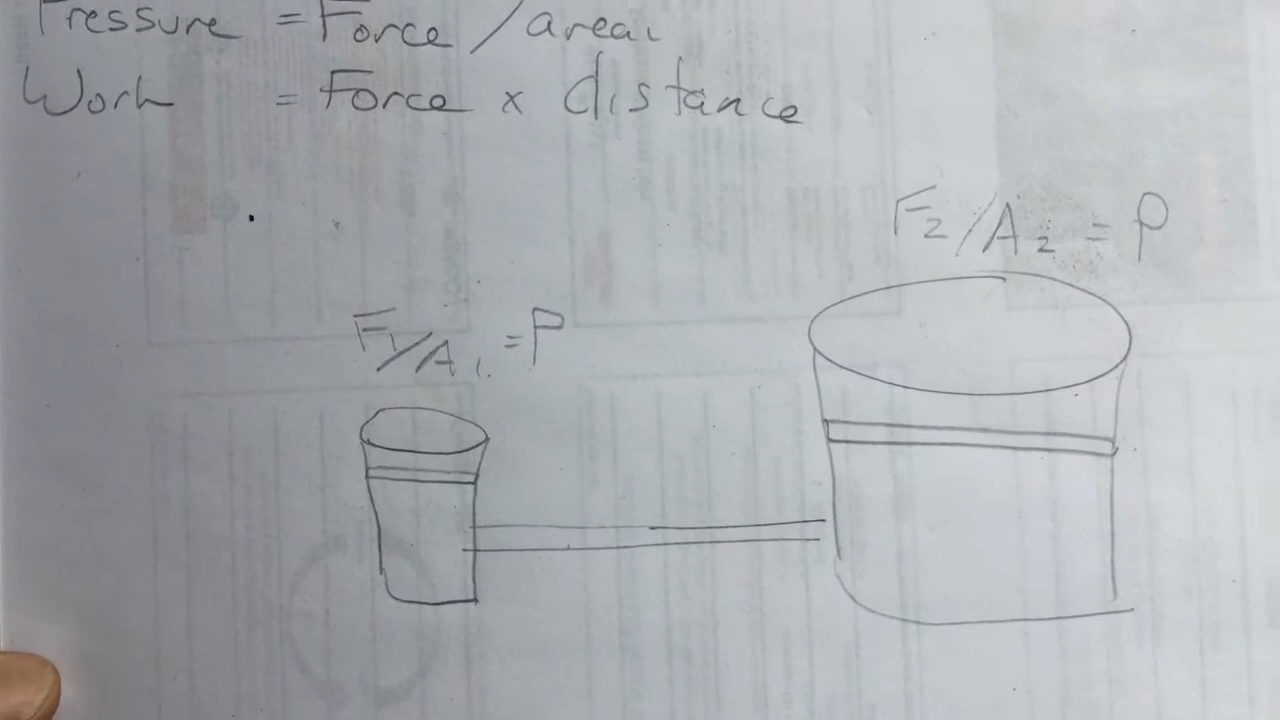 Pressure = Force / area.
Work = Force x distance
F2/A2 = P
F1/A1. = P